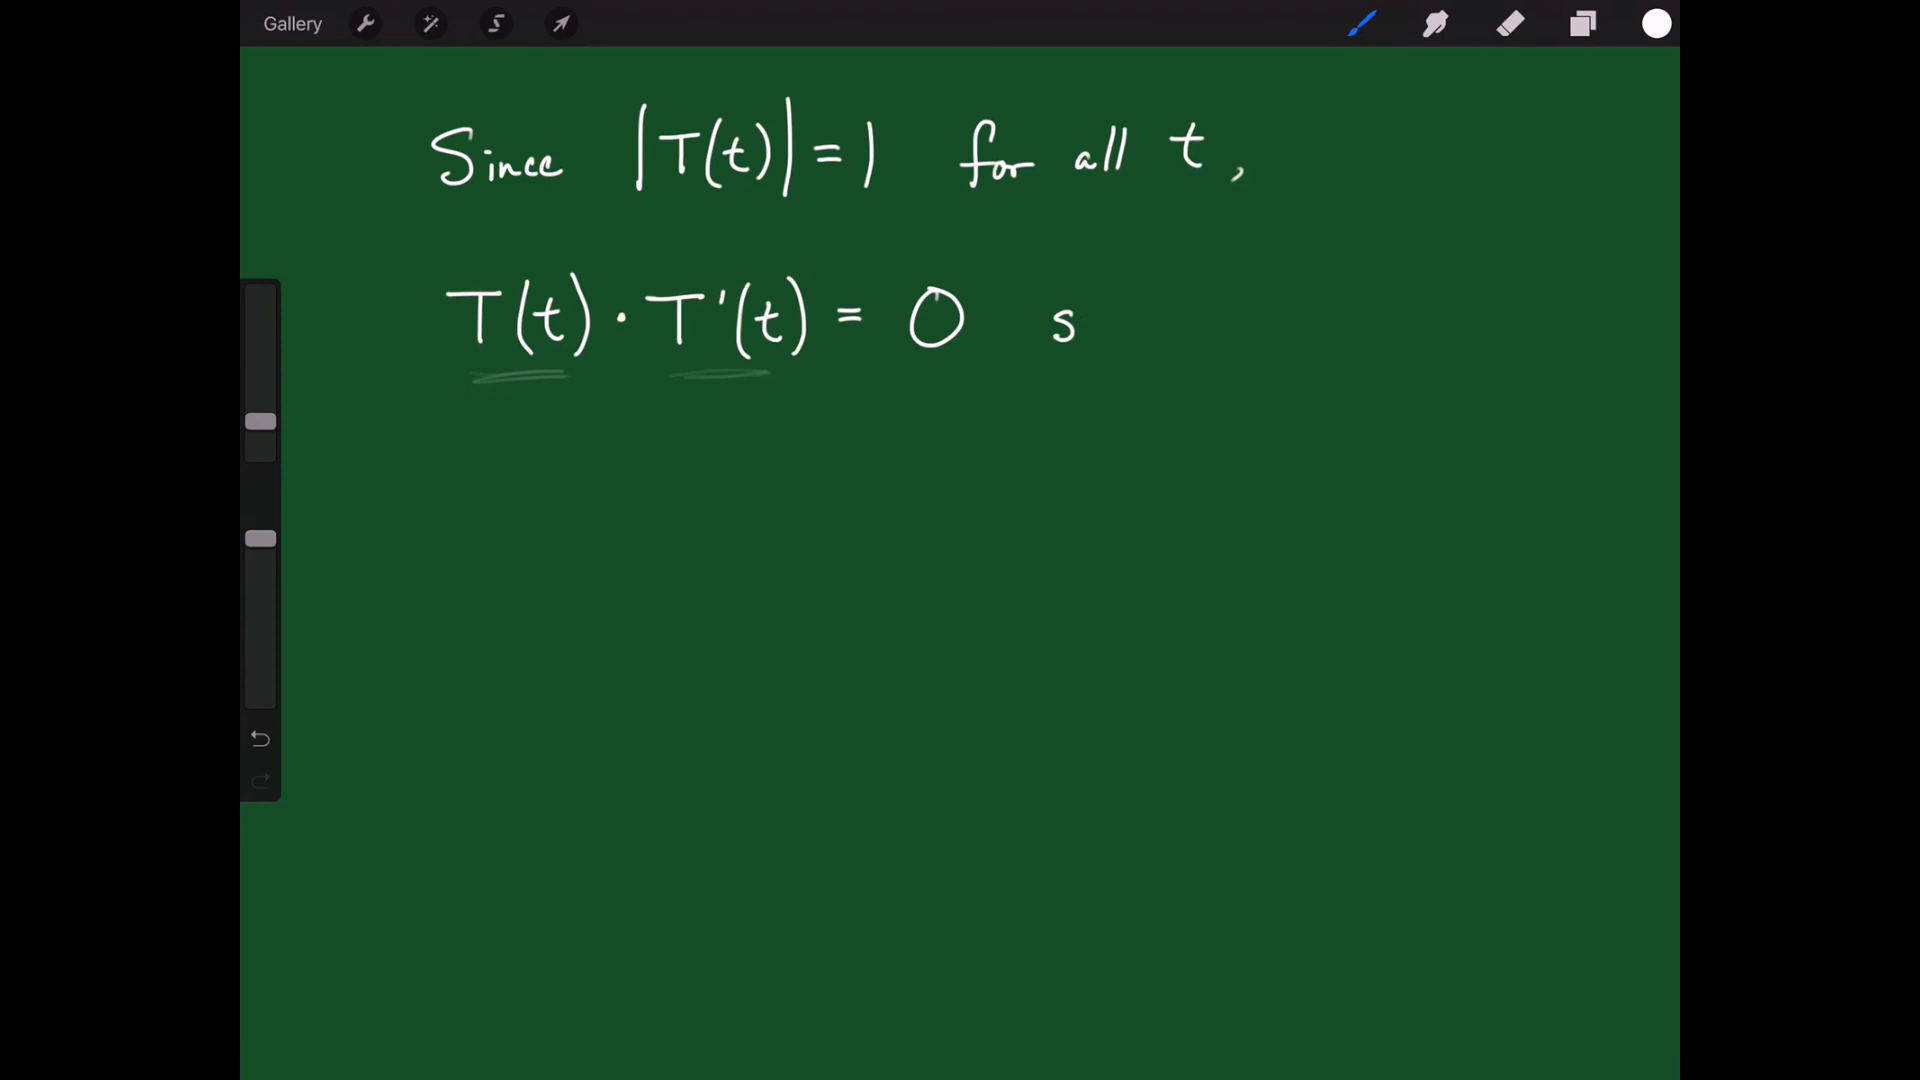 Gallery
Since |T(t)| = 1 for all t,
T(t) · T'(t) = 0 s